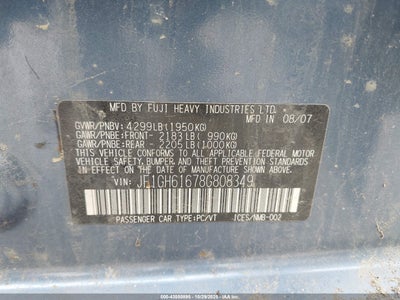 MFD BY FUJI HEAVY INDUSTRIES LTD.
MFD IN 08/07
GVWR/PNBV: 4299LB(1950KG)
GAWR/PNBE:FRONT- 2183LB( 990KG)
GAWR/PNBE:REAR - 2205LB(1000KG)
THIS VEHICLE CONFORMS TO ALL APPLICABLE FEDERAL MOTOR
VEHICLE SAFETY, BUMPER, AND THEFT PREVENTION STANDARDS
IN EFFECT ON THE DATE OF MANUFACTURE SHOWN ABOVE.
VIN: JF1GH61678G808349
PASSENGER CAR TYPE:PC/VT ICES/NMB-002